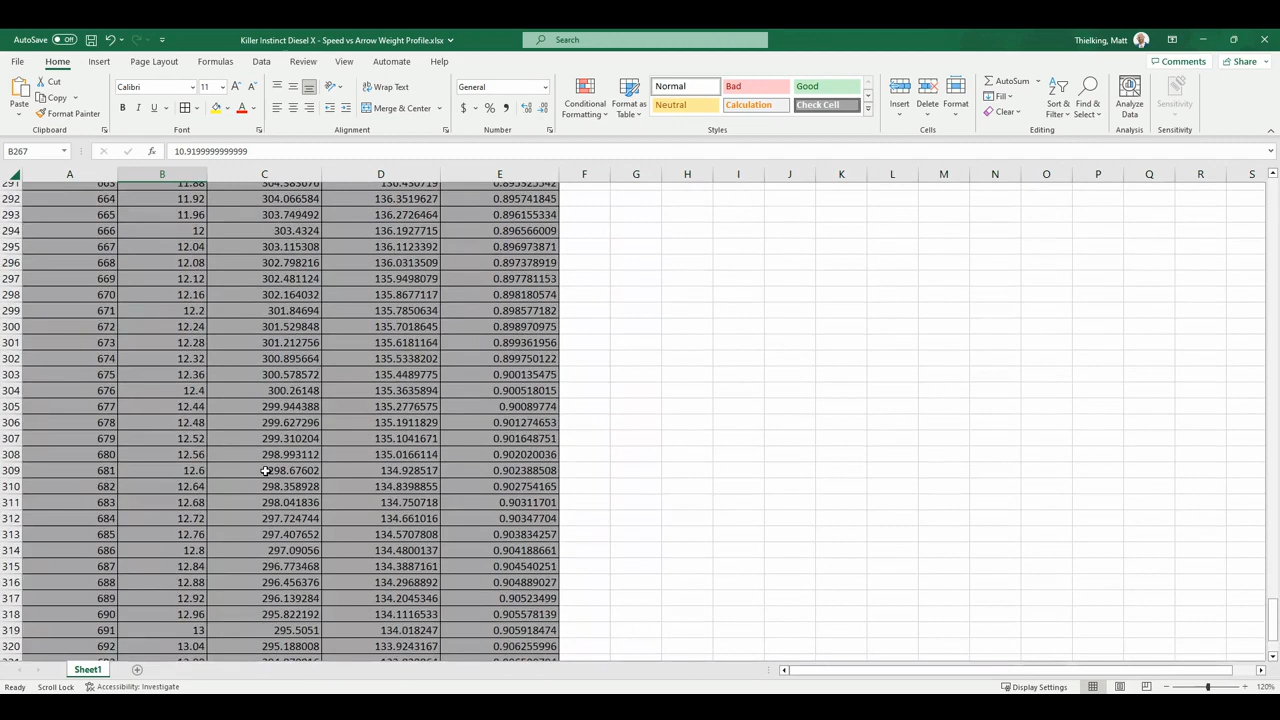 AutoSave Off Killer Instinct Diesel X - Speed vs Arrow Weight Profile.xlsx Search Thielking, Matt
File Home Insert Page Layout Formulas Data Review View Automate Help Comments Share
Paste Cut Copy Format Painter Clipboard
Calibri 11 B I U Font
Wrap Text Merge & Center Alignment
General $ % , Number
Conditional Formatting Format as Table Normal Bad Good Neutral Calculation Check Cell Styles
Insert Delete Format Cells
AutoSum Fill Clear Sort & Filter Find & Select Editing
Analyze Data Analysis Sensitivity Sensitivity
B267 fx 10.9199999999999
A B C D E F G H I J K L M N O P Q R S
291 663 11.88 304.383676 136.430719 0.895325542
292 664 11.92 304.066584 136.3519627 0.895741845
293 665 11.96 303.749492 136.2726464 0.896155334
294 666 12 303.4324 136.1927715 0.896566009
295 667 12.04 303.115308 136.1123392 0.896973871
296 668 12.08 302.798216 136.0313509 0.897378919
297 669 12.12 302.481124 135.9498079 0.897781153
298 670 12.16 302.164032 135.8677117 0.898180574
299 671 12.2 301.84694 135.7850634 0.898577182
300 672 12.24 301.529848 135.7018645 0.898970975
301 673 12.28 301.212756 135.6181164 0.899361956
302 674 12.32 300.895664 135.5338202 0.899750122
303 675 12.36 300.578572 135.4489775 0.900135475
304 676 12.4 300.26148 135.3635894 0.900518015
305 677 12.44 299.944388 135.2776575 0.90089774
306 678 12.48 299.627296 135.1911829 0.901274653
307 679 12.52 299.310204 135.1041671 0.901648751
308 680 12.56 298.993112 135.0166114 0.902020036
309 681 12.6 298.67602 134.928517 0.902388508
310 682 12.64 298.358928 134.8398855 0.902754165
311 683 12.68 298.041836 134.750718 0.90311701
312 684 12.72 297.724744 134.661016 0.90347704
313 685 12.76 297.407652 134.5707808 0.903834257
314 686 12.8 297.09056 134.4800137 0.904188661
315 687 12.84 296.773468 134.3887161 0.904540251
316 688 12.88 296.456376 134.2968892 0.904889027
317 689 12.92 296.139284 134.2045346 0.90523499
318 690 12.96 295.822192 134.1116533 0.905578139
319 691 13 295.5051 134.018247 0.905918474
320 692 13.04 295.188008 133.9243167 0.906255996
Sheet1
Ready Scroll Lock Accessibility: Investigate Display Settings 120%